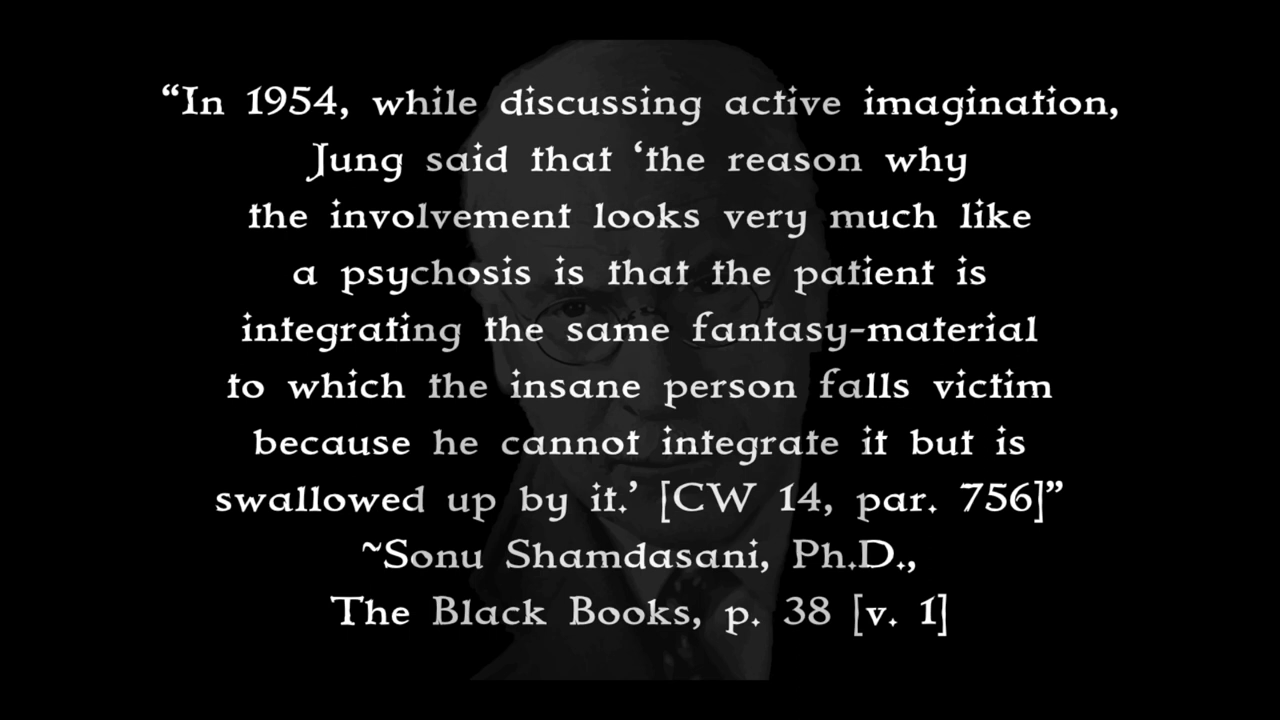 “In 1954, while discussing active imagination,
Jung said that ‘the reason why
the involvement looks very much like
a psychosis is that the patient is
integrating the same fantasy-material
to which the insane person falls victim
because he cannot integrate it but is
swallowed up by it.’ [CW 14, par. 756]”
~Sonu Shamdasani, Ph.D.,
The Black Books, p. 38 [v. 1]